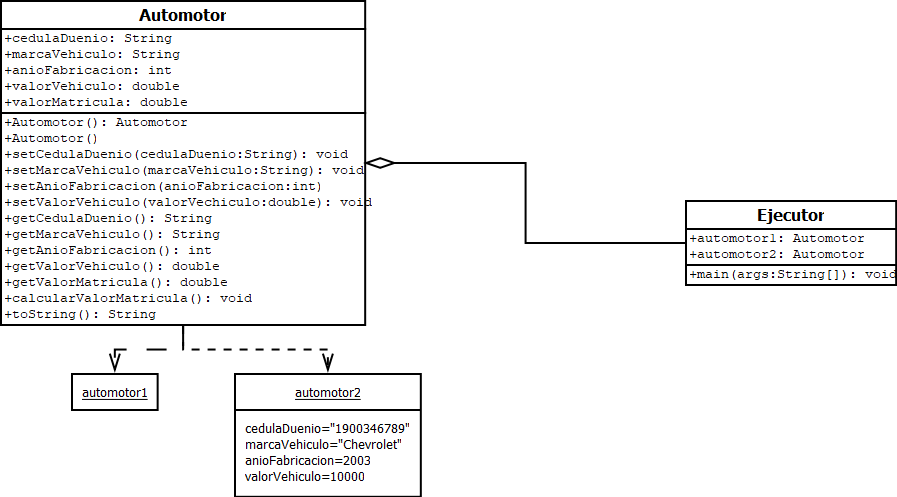 Automotor
+cedulaDuenio: String
+marcaVehiculo: String
+anioFabricacion: int
+valorVehiculo: double
+valorMatricula: double
+Automotor(): Automotor
+Automotor()
+setCedulaDuenio(cedulaDuenio:String): void
+setMarcaVehiculo(marcaVehiculo:String): void
+setAnioFabricacion(anioFabricacion:int)
+setValorVehiculo(valorVechiculo:double): void
+getCedulaDuenio(): String
+getMarcaVehiculo(): String
+getAnioFabricacion(): int
+getValorVehiculo(): double
+getValorMatricula(): double
+calcularValorMatricula(): void
+toString(): String
Ejecutor
+automotor1: Automotor
+automotor2: Automotor
+main(args:String[]): void
automotor1
automotor2
cedulaDuenio="1900346789"
marcaVehiculo="Chevrolet"
anioFabricacion=2003
valorVehiculo=10000